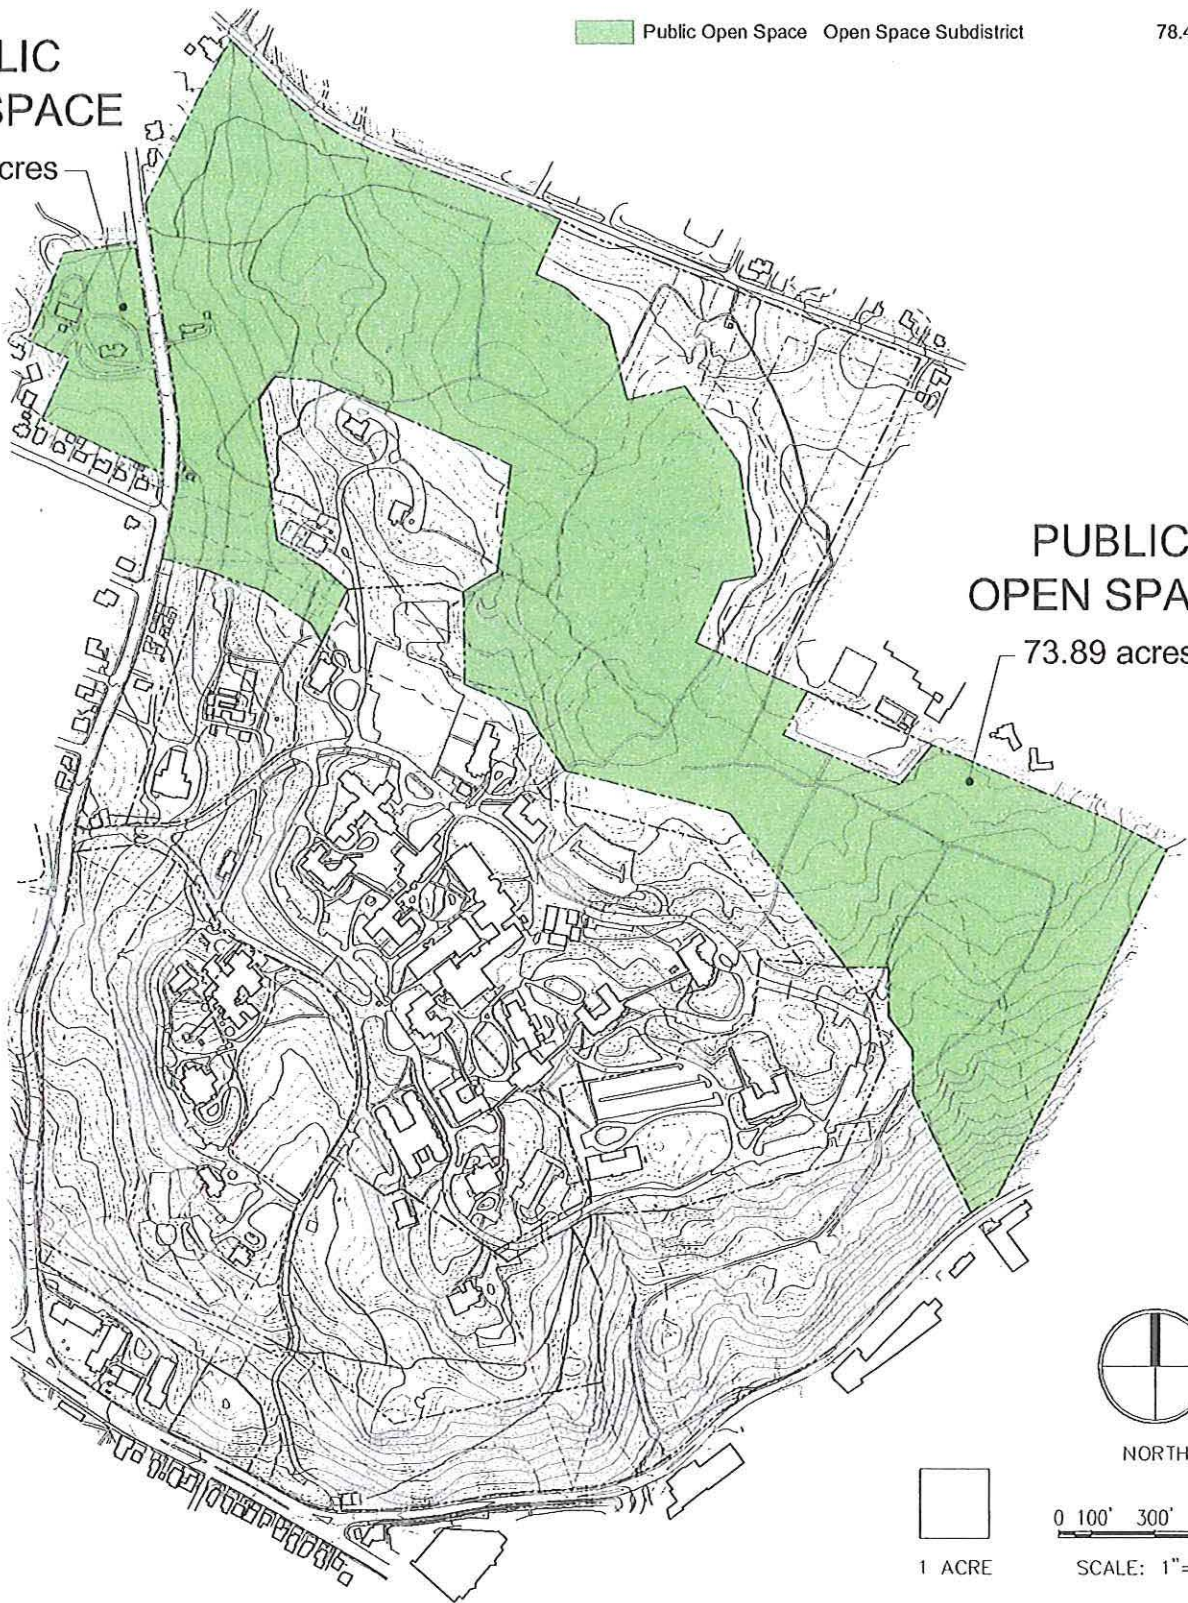 Public Open Space Open Space Subdistrict 78.4
LIC
SPACE
cres
PUBLIC
OPEN SPA
73.89 acres
NORTH
1 ACRE
0 100' 300'
SCALE: 1"=